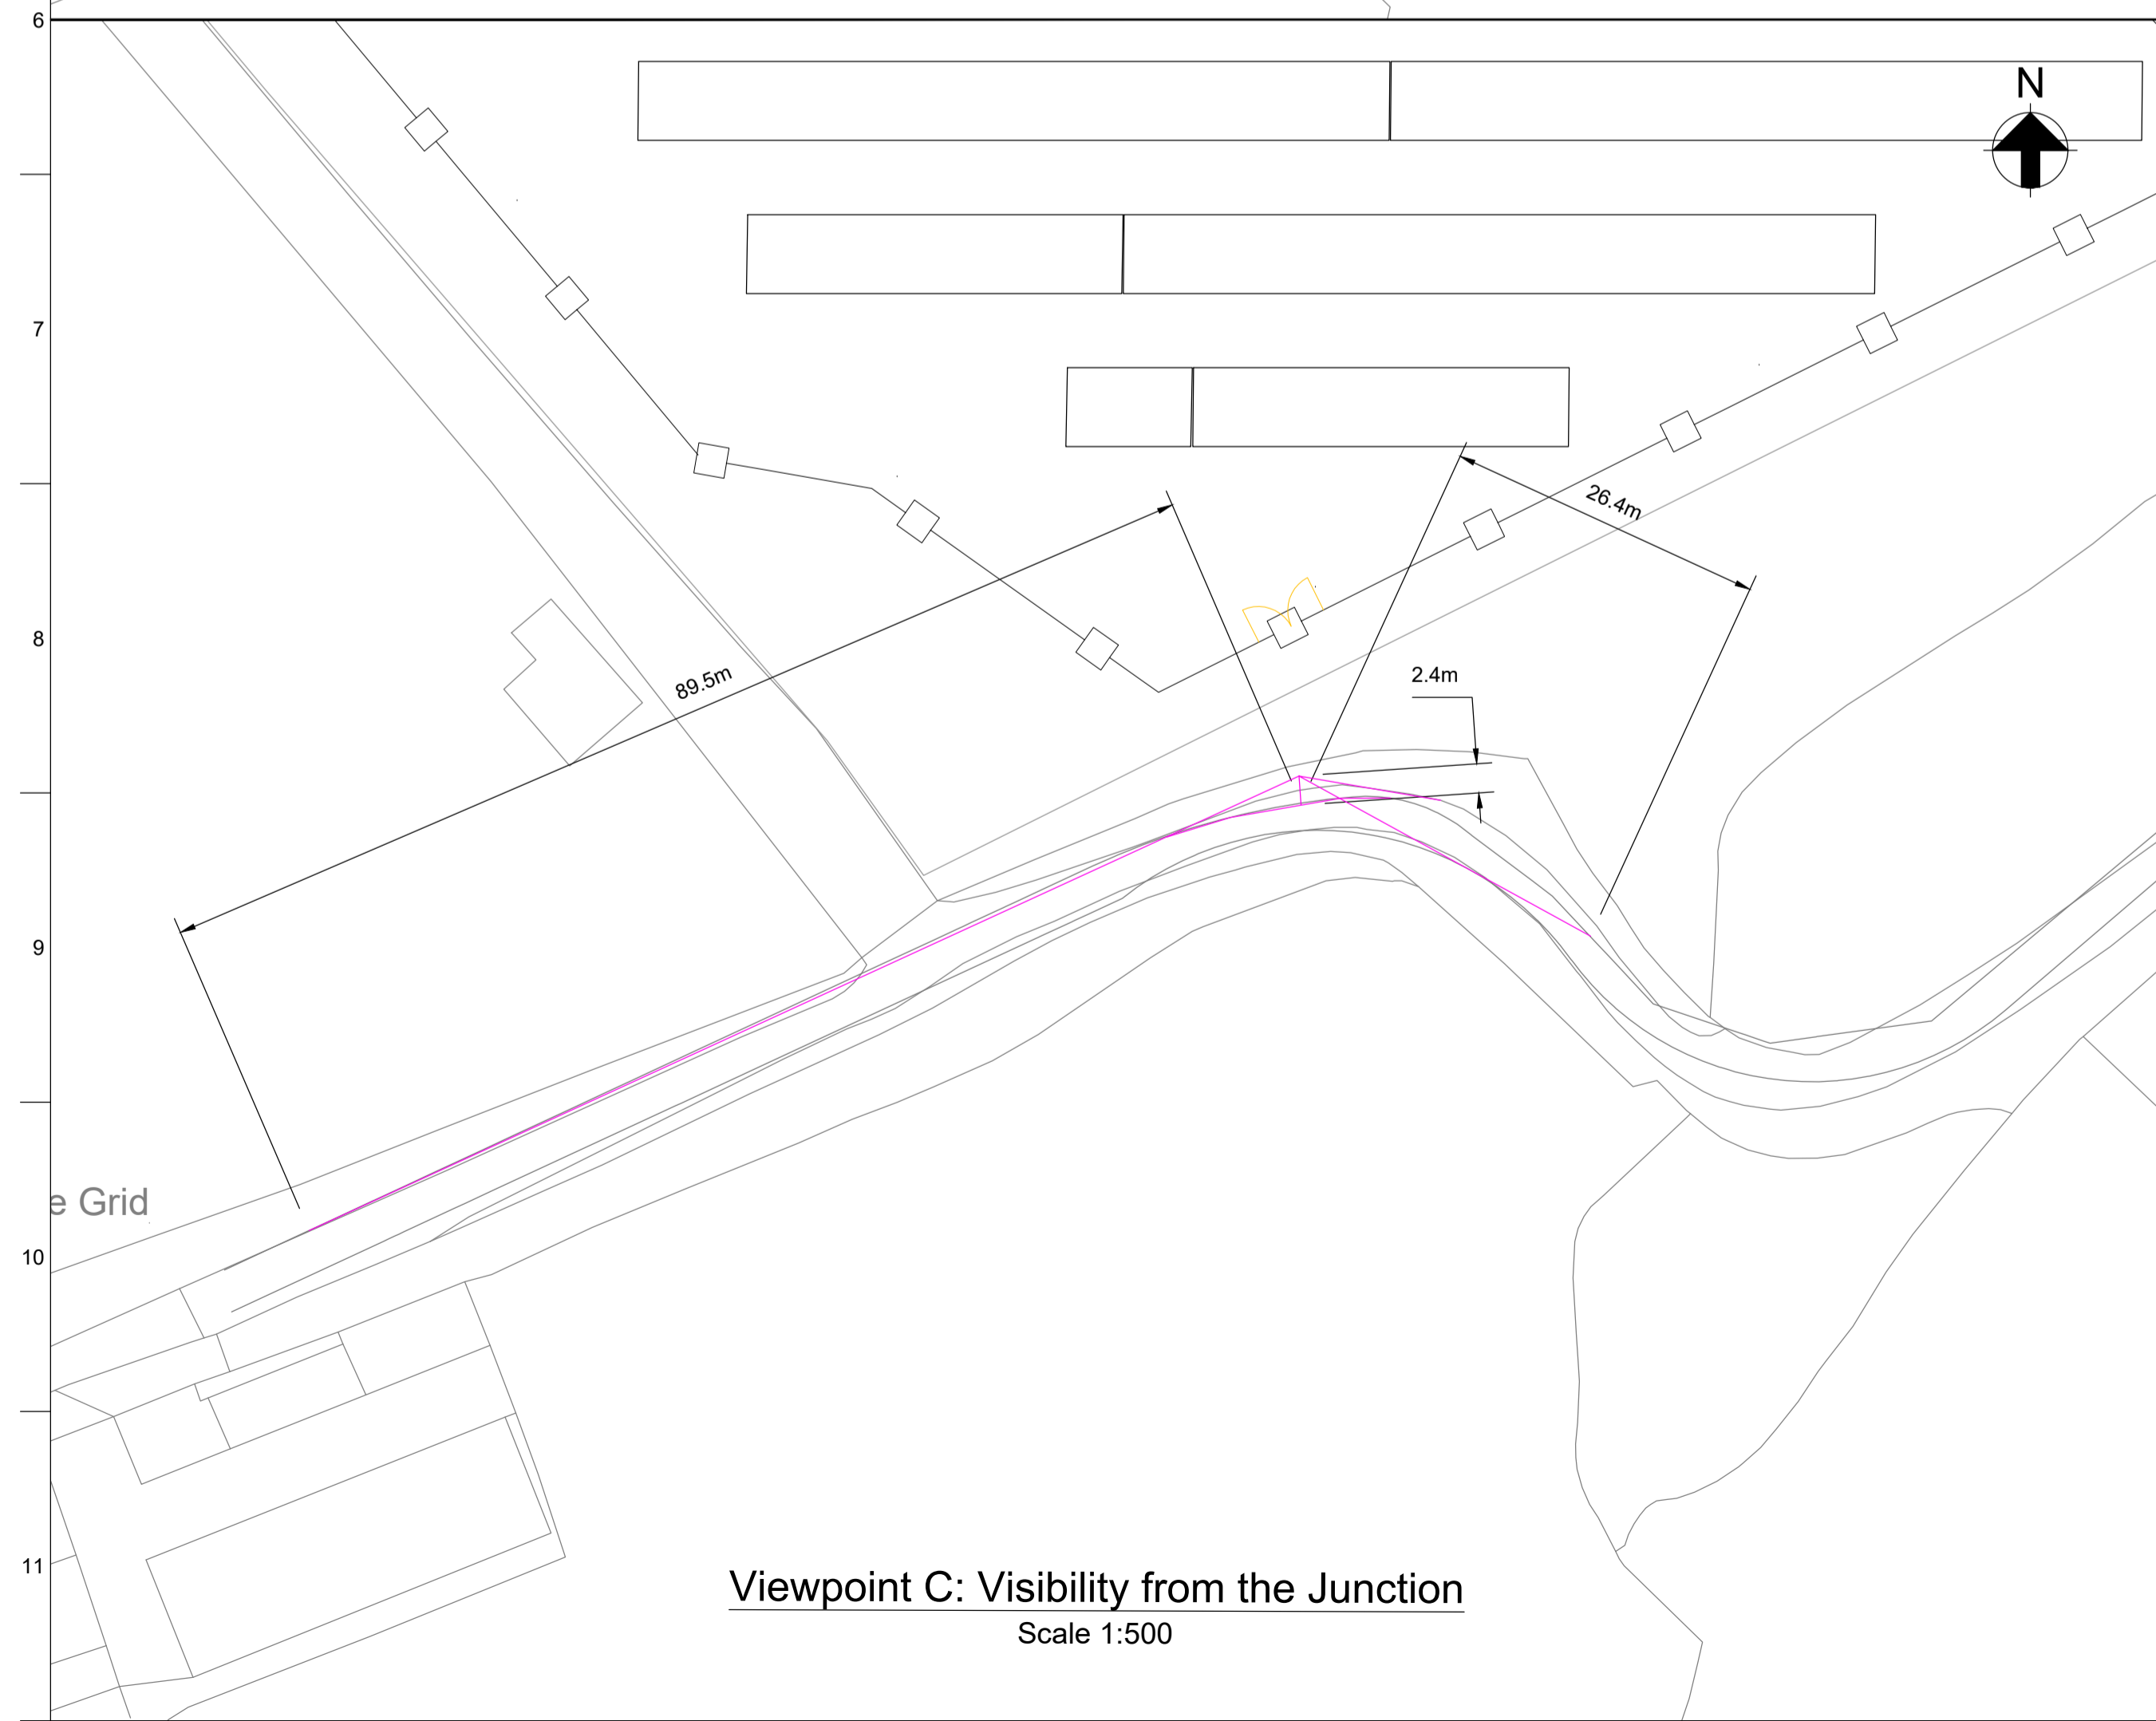 6
N
7
26.4m
8
2.4m
89.5m
9
e Grid
10
11
Viewpoint C: Visibility from the Junction
Scale 1:500